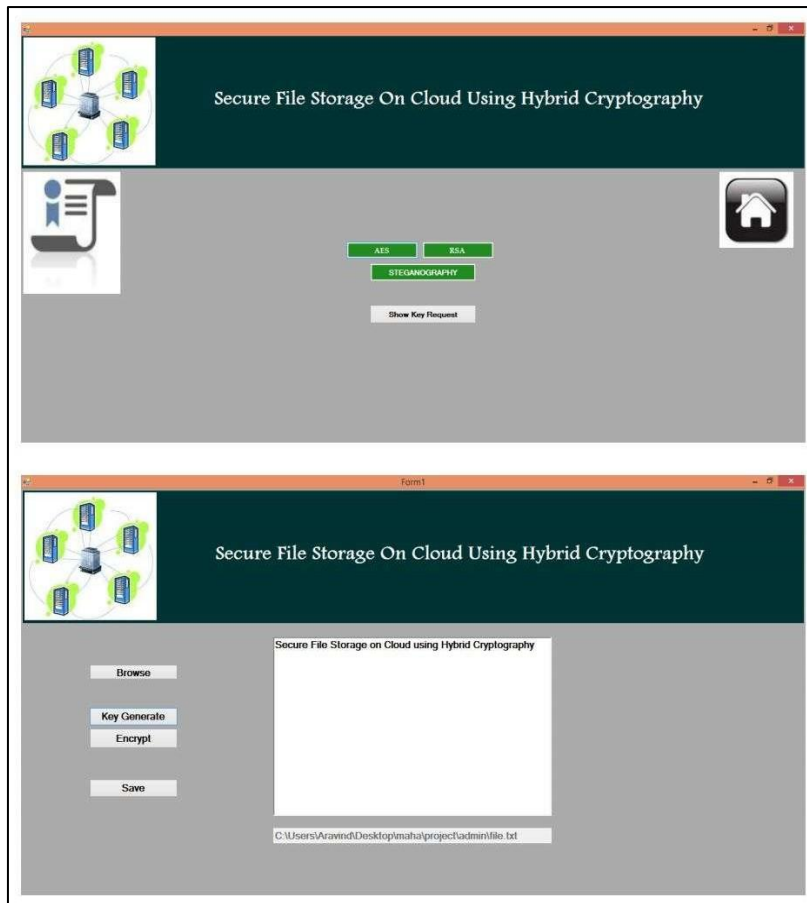 Secure File Storage On Cloud Using Hybrid Cryptography
AES RSA
STEGANOGRAPHY
Show Key Request
Form1
Secure File Storage On Cloud Using Hybrid Cryptography
Secure File Storage on Cloud using Hybrid Cryptography
Browse
Key Generate
Encrypt
Save
C:\Users\Aravind\Desktop\maha\project\admin\file.txt